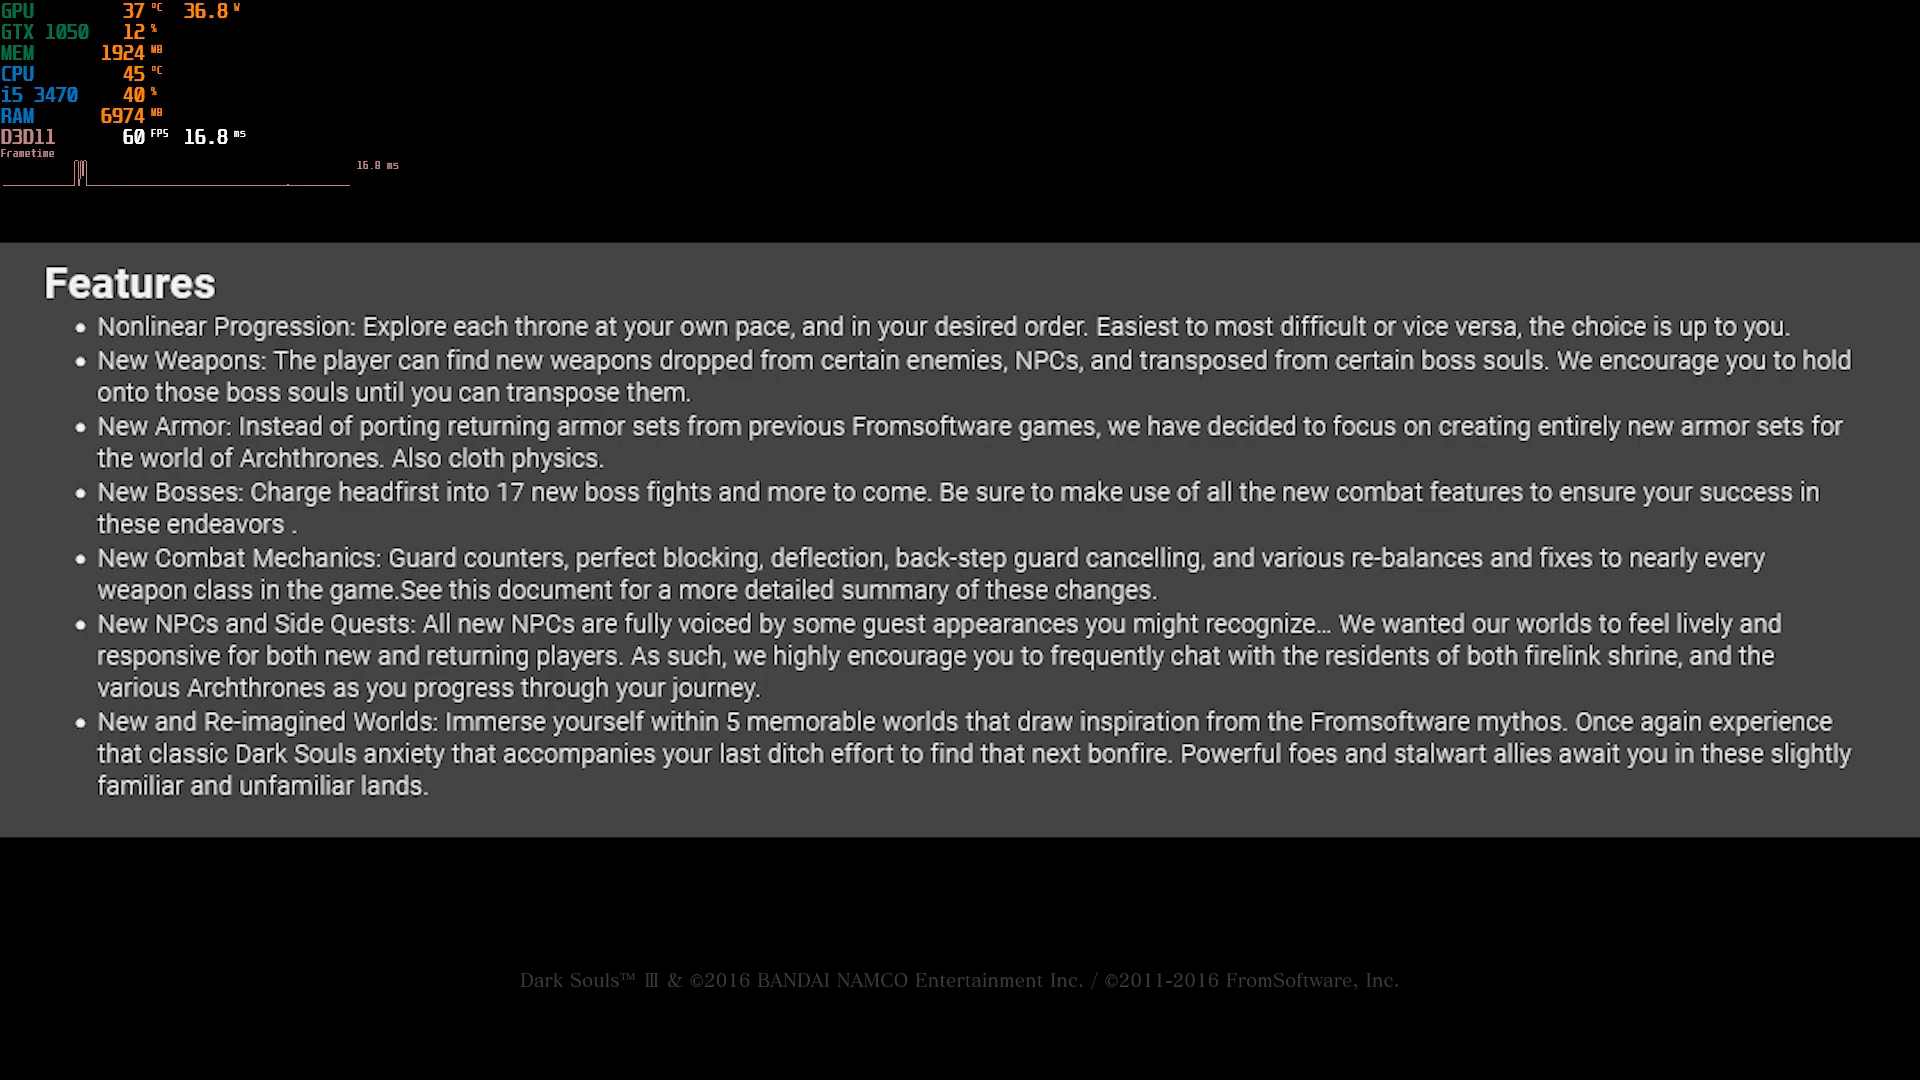 GPU 37 °C 36.8 W
GTX 1050 12 %
MEM 1924 MB
CPU 45 °C
i5 3470 40 %
RAM 6974 MB
D3D11 60 FPS 16.8 ms
Frametime
16.8 ms
Features
• Nonlinear Progression: Explore each throne at your own pace, and in your desired order. Easiest to most difficult or vice versa, the choice is up to you.
• New Weapons: The player can find new weapons dropped from certain enemies, NPCs, and transposed from certain boss souls. We encourage you to hold
onto those boss souls until you can transpose them.
• New Armor: Instead of porting returning armor sets from previous Fromsoftware games, we have decided to focus on creating entirely new armor sets for
the world of Archthrones. Also cloth physics.
• New Bosses: Charge headfirst into 17 new boss fights and more to come. Be sure to make use of all the new combat features to ensure your success in
these endeavors .
• New Combat Mechanics: Guard counters, perfect blocking, deflection, back-step guard cancelling, and various re-balances and fixes to nearly every
weapon class in the game.See this document for a more detailed summary of these changes.
• New NPCs and Side Quests: All new NPCs are fully voiced by some guest appearances you might recognize... We wanted our worlds to feel lively and
responsive for both new and returning players. As such, we highly encourage you to frequently chat with the residents of both firelink shrine, and the
various Archthrones as you progress through your journey.
• New and Re-imagined Worlds: Immerse yourself within 5 memorable worlds that draw inspiration from the Fromsoftware mythos. Once again experience
that classic Dark Souls anxiety that accompanies your last ditch effort to find that next bonfire. Powerful foes and stalwart allies await you in these slightly
familiar and unfamiliar lands.
Dark Souls™ Ⅲ & ©2016 BANDAI NAMCO Entertainment Inc. / ©2011-2016 FromSoftware, Inc.